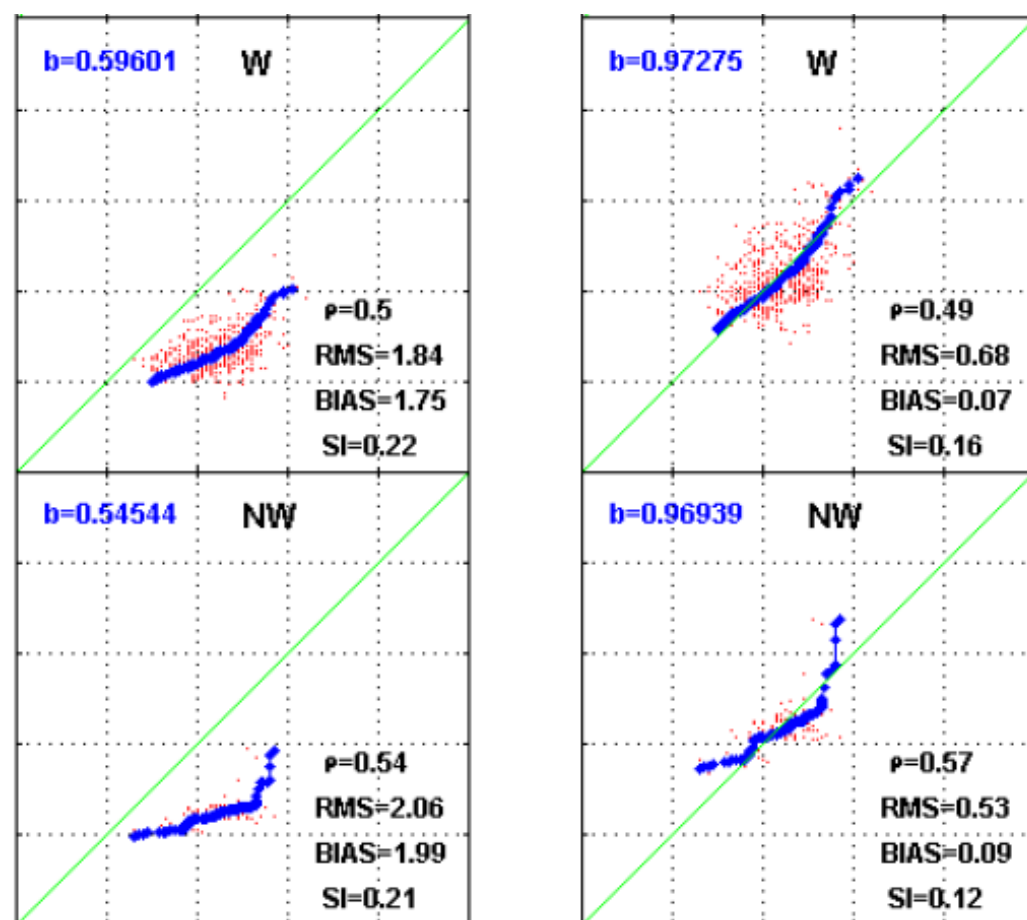 b=0.59601 W
ρ=0.5
RMS=1.84
BIAS=1.75
SI=0.22
b=0.97275 W
ρ=0.49
RMS=0.68
BIAS=0.07
SI=0.16
b=0.54544 NW
ρ=0.54
RMS=2.06
BIAS=1.99
SI=0.21
b=0.96939 NW
ρ=0.57
RMS=0.53
BIAS=0.09
SI=0.12